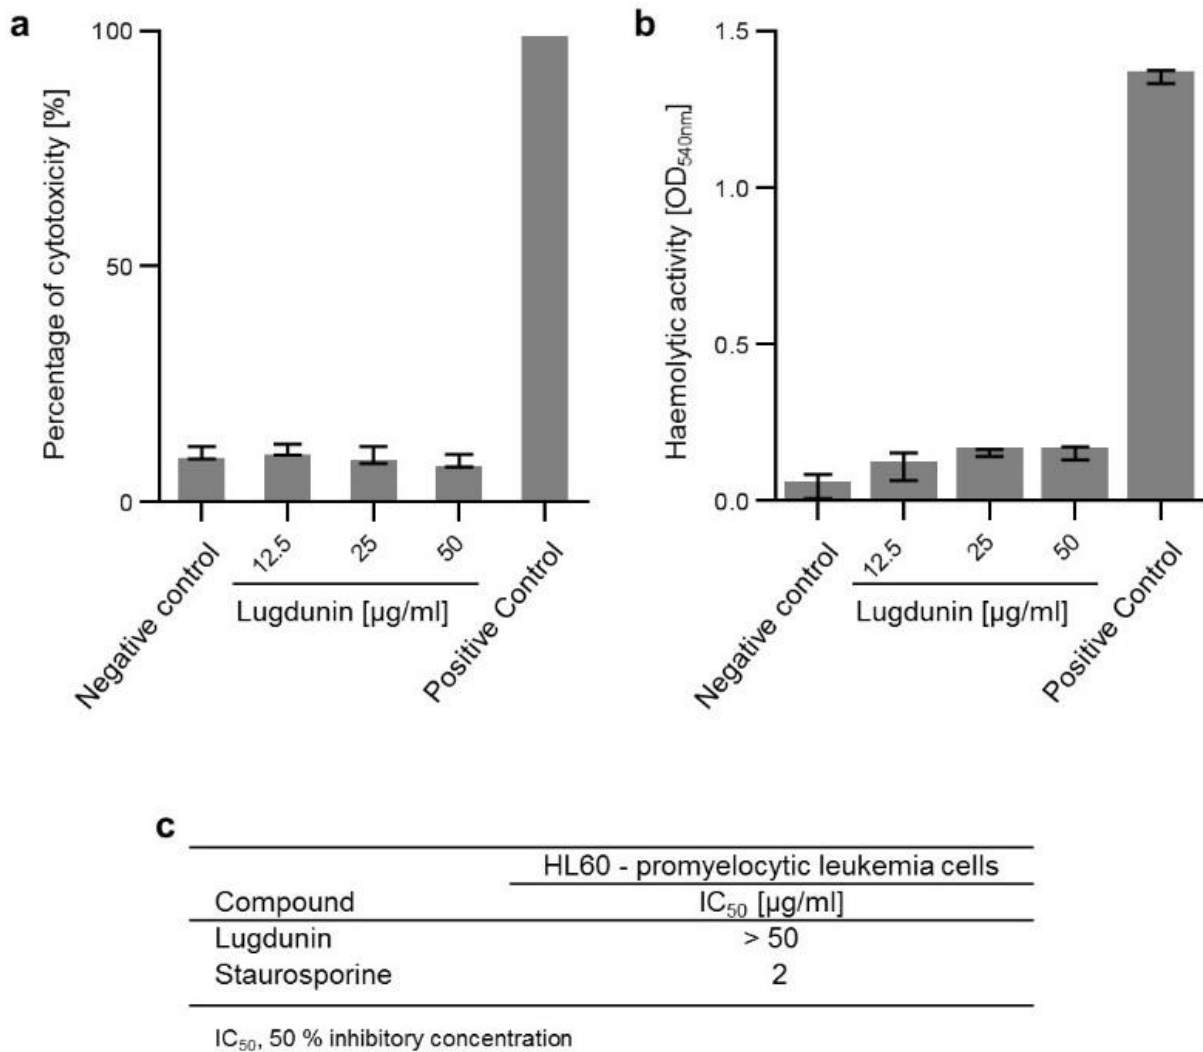 a
Percentage of cytotoxicity [%]
100
50
0
Negative control
12.5
25
50
Lugdunin [µg/ml]
Positive Control
b
Haemolytic activity [OD540nm]
1.5
1.0
0.5
0.0
Negative control
12.5
25
50
Lugdunin [µg/ml]
Positive Control
c
HL60 - promyelocytic leukemia cells
Compound IC50 [µg/ml]
Lugdunin > 50
Staurosporine 2
IC50, 50 % inhibitory concentration